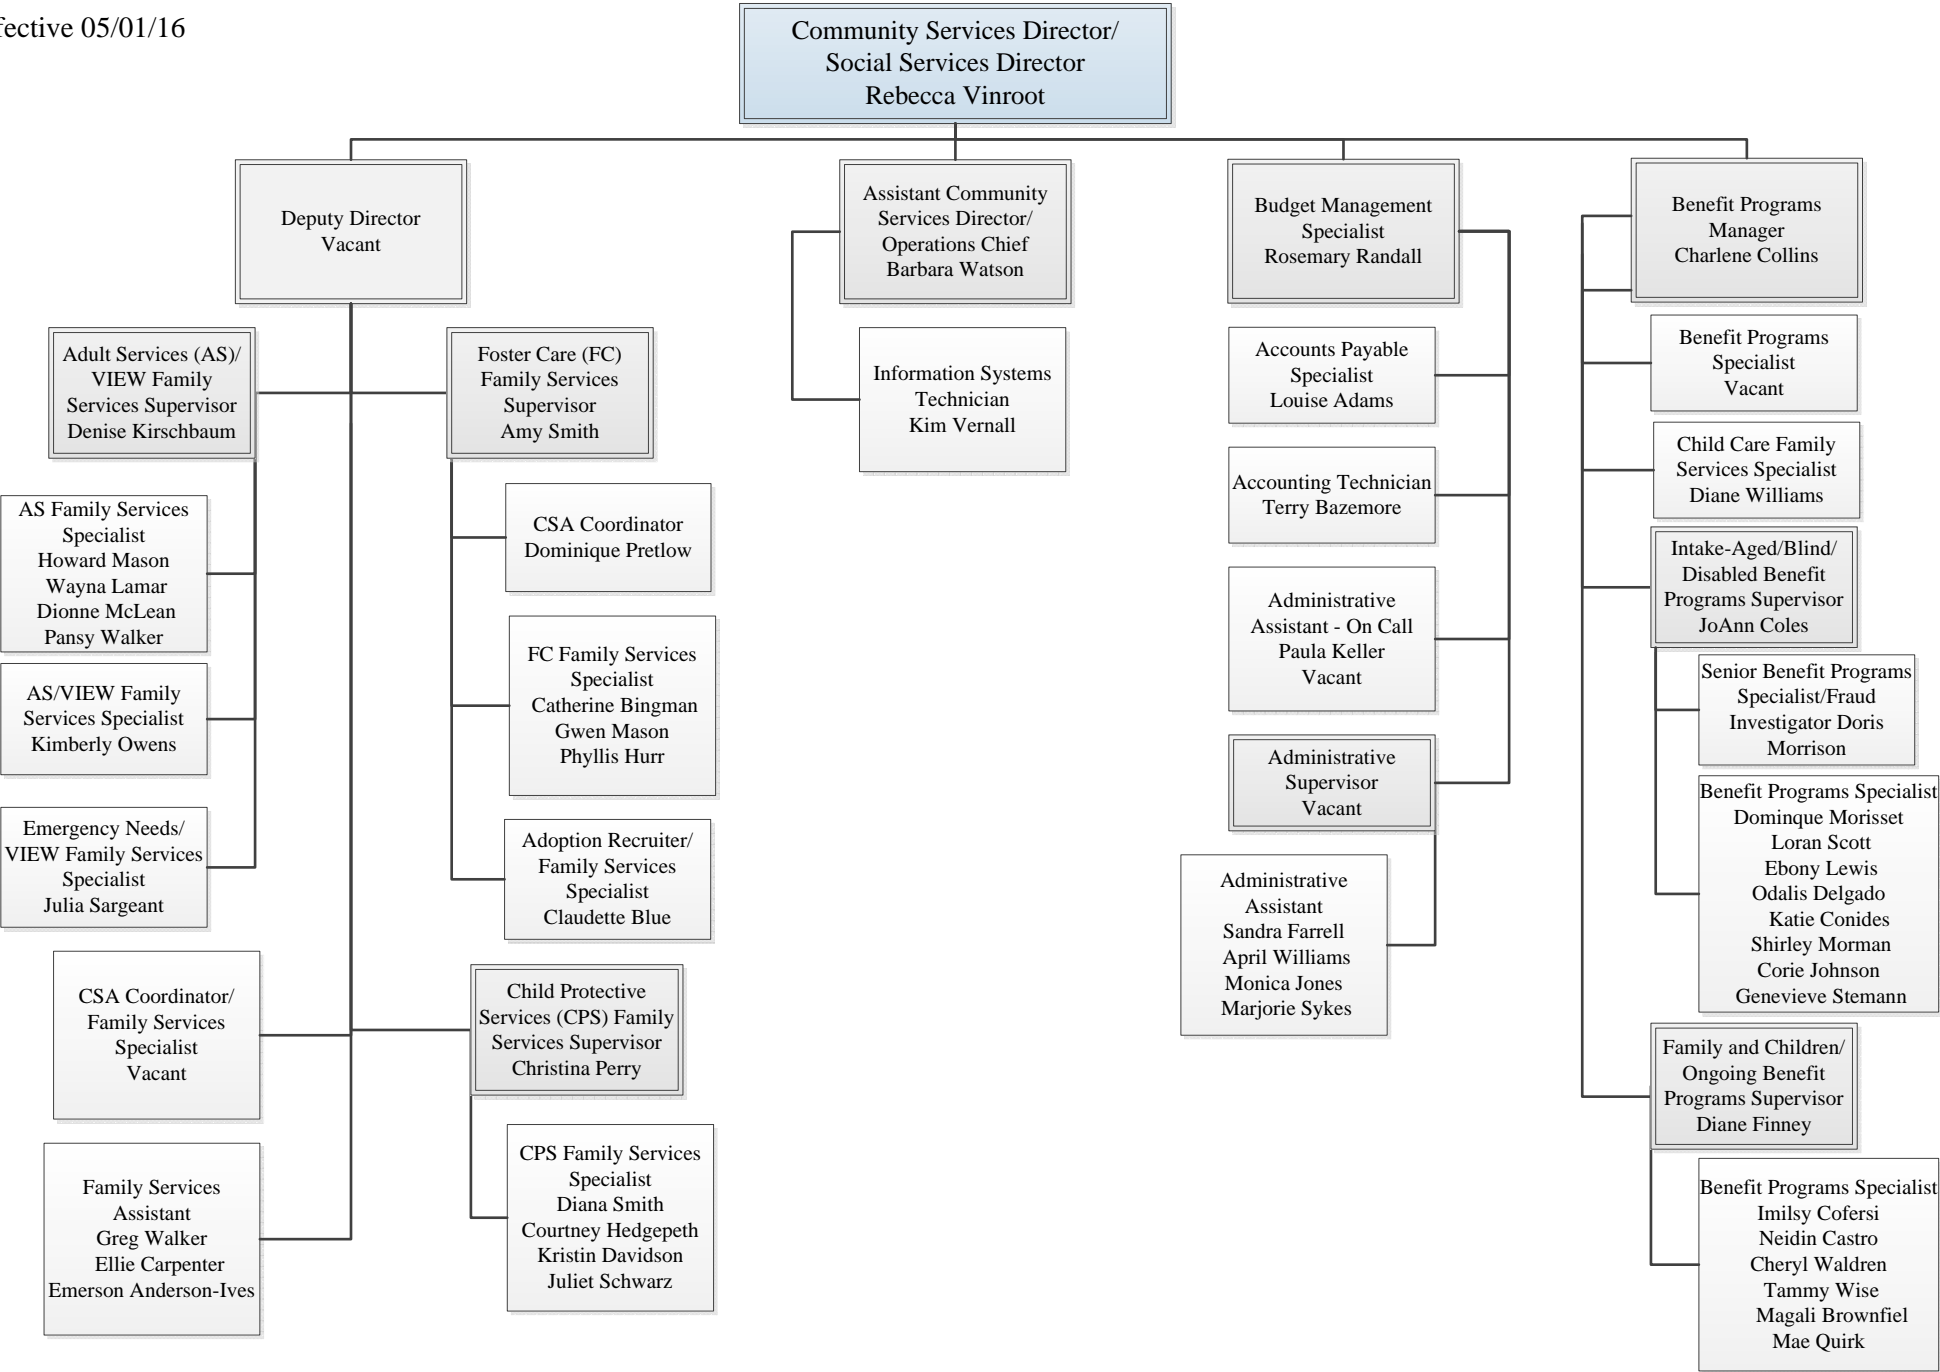 fective 05/01/16
Community Services Director/
Social Services Director
Rebecca Vinroot
Deputy Director
Vacant
Assistant Community
Services Director/
Operations Chief
Barbara Watson
Budget Management
Specialist
Rosemary Randall
Benefit Programs
Manager
Charlene Collins
Adult Services (AS)/
VIEW Family
Services Supervisor
Denise Kirschbaum
AS Family Services
Specialist
Howard Mason
Wayna Lamar
Dionne McLean
Pansy Walker
AS/VIEW Family
Services Specialist
Kimberly Owens
Emergency Needs/
VIEW Family Services
Specialist
Julia Sargeant
CSA Coordinator/
Family Services
Specialist
Vacant
Family Services
Assistant
Greg Walker
Ellie Carpenter
Emerson Anderson-Ives
Foster Care (FC)
Family Services
Supervisor
Amy Smith
CSA Coordinator
Dominique Pretlow
FC Family Services
Specialist
Catherine Bingman
Gwen Mason
Phyllis Hurr
Adoption Recruiter/
Family Services
Specialist
Claudette Blue
Child Protective
Services (CPS) Family
Services Supervisor
Christina Perry
CPS Family Services
Specialist
Diana Smith
Courtney Hedgepeth
Kristin Davidson
Juliet Schwarz
Information Systems
Technician
Kim Vernall
Accounts Payable
Specialist
Louise Adams
Accounting Technician
Terry Bazemore
Administrative
Assistant - On Call
Paula Keller
Vacant
Administrative
Supervisor
Vacant
Administrative
Assistant
Sandra Farrell
April Williams
Monica Jones
Marjorie Sykes
Benefit Programs
Specialist
Vacant
Child Care Family
Services Specialist
Diane Williams
Intake-Aged/Blind/
Disabled Benefit
Programs Supervisor
JoAnn Coles
Senior Benefit Programs
Specialist/Fraud
Investigator Doris
Morrison
Benefit Programs Specialist
Dominque Morisset
Loran Scott
Ebony Lewis
Odalis Delgado
Katie Conides
Shirley Morman
Corie Johnson
Genevieve Stemann
Family and Children/
Ongoing Benefit
Programs Supervisor
Diane Finney
Benefit Programs Specialist
Imilsy Cofersi
Neidin Castro
Cheryl Waldren
Tammy Wise
Magali Brownfiel
Mae Quirk